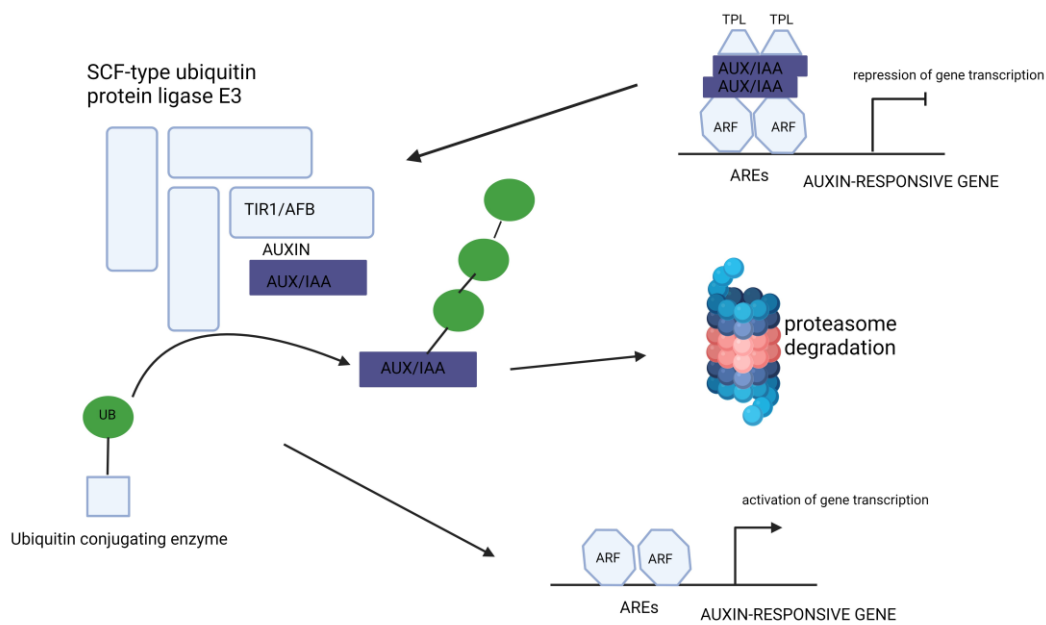 TPL TPL
SCF-type ubiquitin
protein ligase E3
AUX/IAA
AUX/IAA
repression of gene transcription
ARF ARF
AREs
AUXIN-RESPONSIVE GENE
TIR1/AFB
AUXIN
AUX/IAA
AUX/IAA
proteasome
degradation
UB
Ubiquitin conjugating enzyme
activation of gene transcription
ARF ARF
AREs
AUXIN-RESPONSIVE GENE